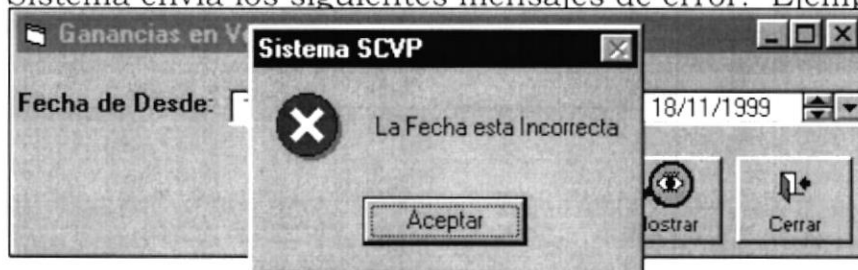 Sistema envía los siguientes mensajes de error. Ejemp
Ganancias en Ve
Sistema SCVP
Fecha de Desde:
La Fecha esta Incorrecta
18/11/1999
Aceptar
Mostrar
Cerrar